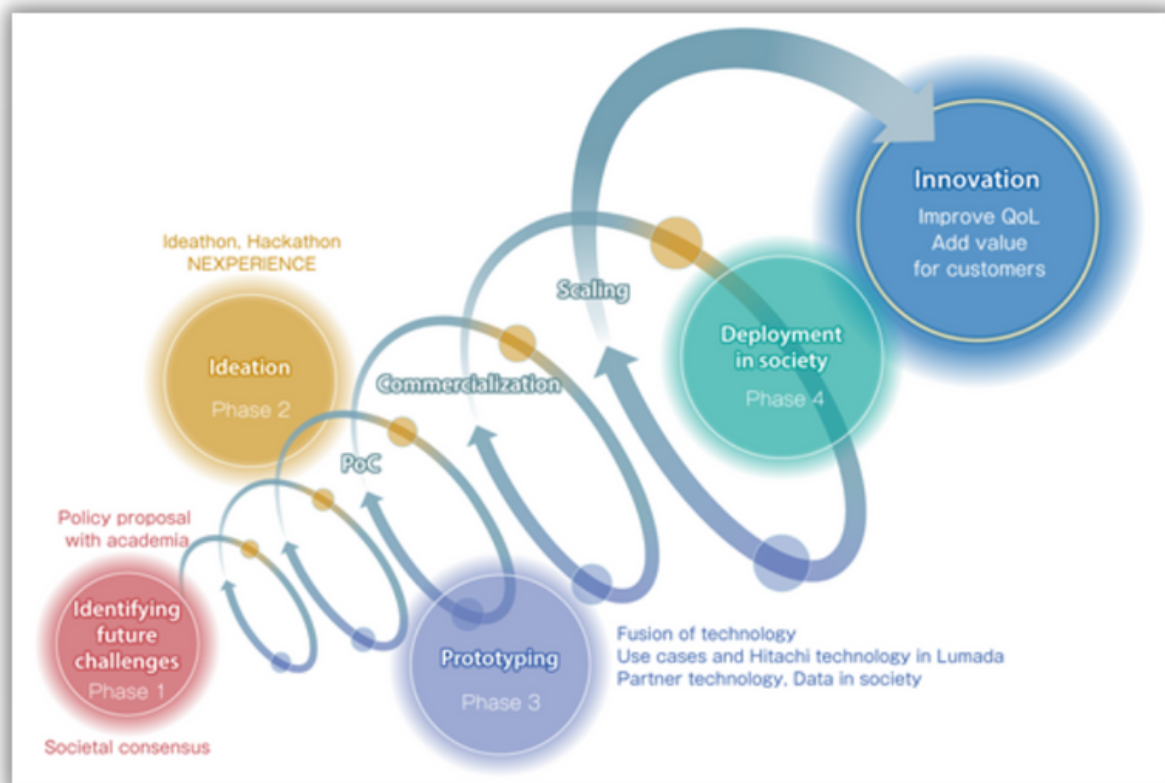 Innovation
Improve QoL
Add value
for customers
Ideathon, Hackathon
NEXPERIENCE
Scaling
Deployment
in society
Phase 4
Ideation
Phase 2
Commercialization
PoC
Policy proposal
with academia
Identifying
future
challenges
Phase 1
Societal consensus
Prototyping
Phase 3
Fusion of technology
Use cases and Hitachi technology in Lumada
Partner technology, Data in society